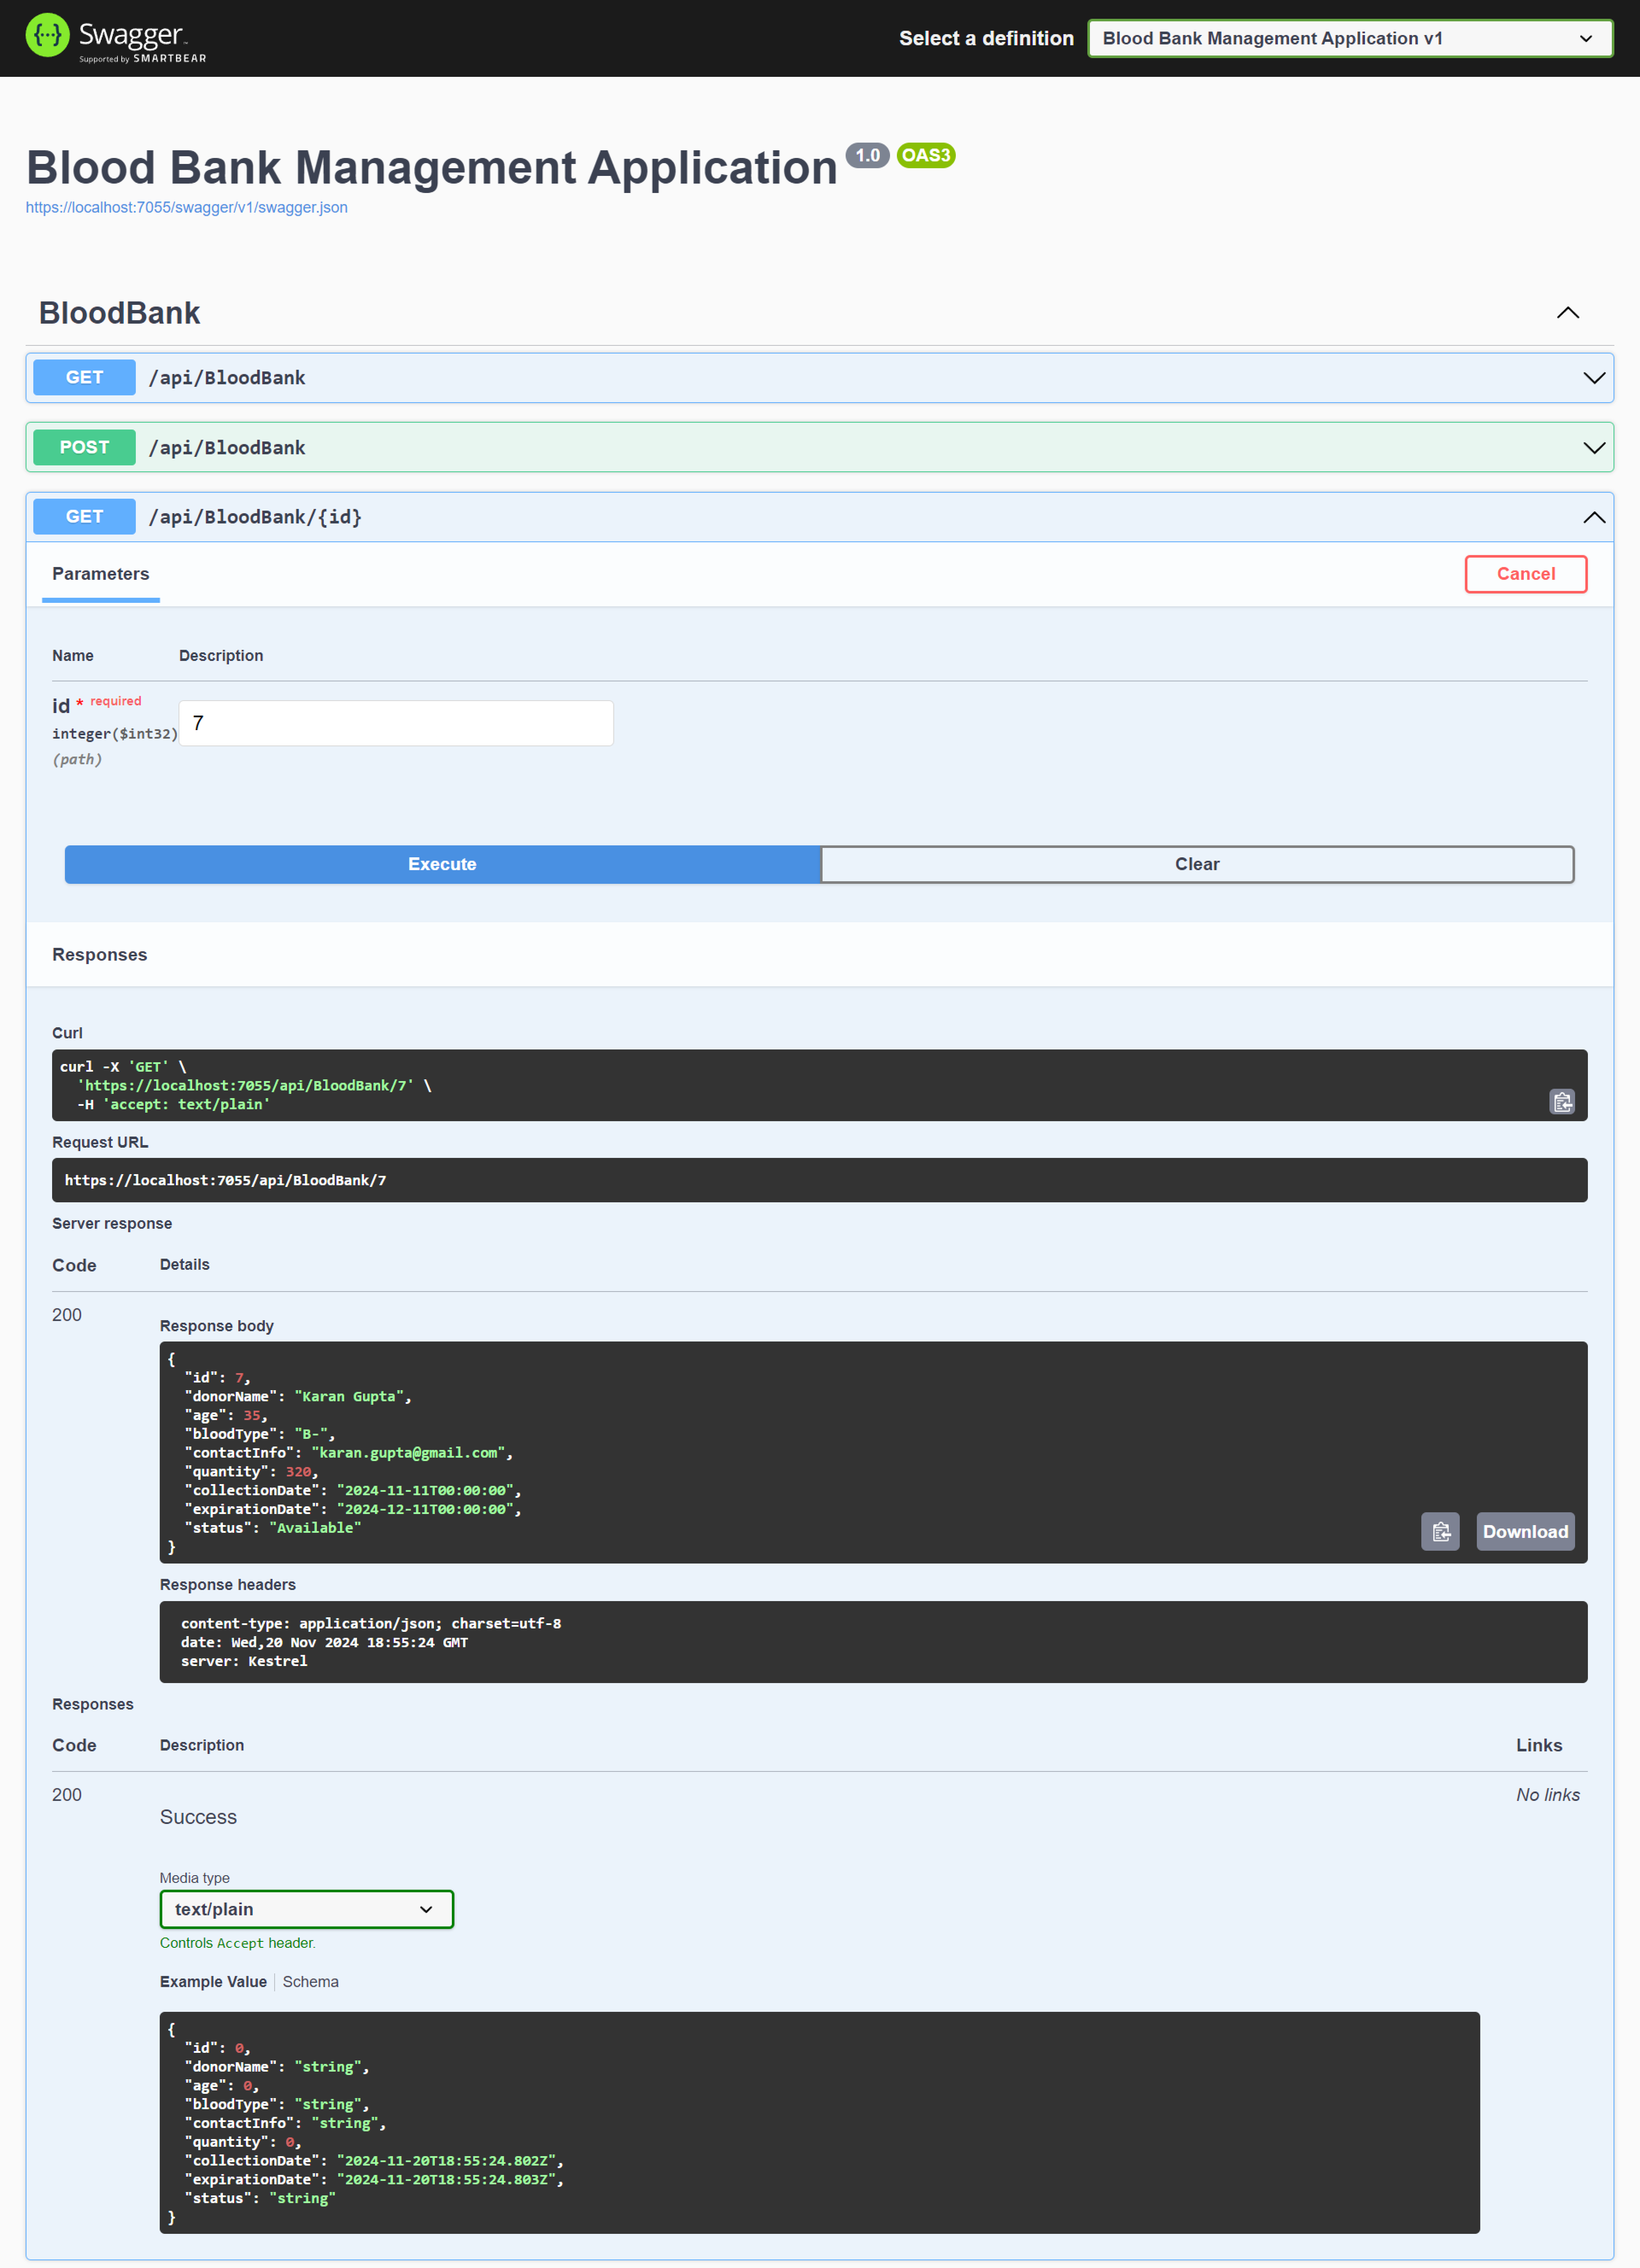 Swagger
Supported by SMARTBEAR
Select a definition
Blood Bank Management Application v1
Blood Bank Management Application 1.0 OAS3
https://localhost:7055/swagger/v1/swagger.json
BloodBank
GET /api/BloodBank
POST /api/BloodBank
GET /api/BloodBank/{id}
Parameters
Cancel
Name Description
id * required
integer($int32)
(path)
7
Execute Clear
Responses
Curl
curl -X 'GET' \
  'https://localhost:7055/api/BloodBank/7' \
  -H 'accept: text/plain'
Request URL
https://localhost:7055/api/BloodBank/7
Server response
Code Details
200
Response body
{
  "id": 7,
  "donorName": "Karan Gupta",
  "age": 35,
  "bloodType": "B-",
  "contactInfo": "karan.gupta@gmail.com",
  "quantity": 320,
  "collectionDate": "2024-11-11T00:00:00",
  "expirationDate": "2024-12-11T00:00:00",
  "status": "Available"
}
Download
Response headers
content-type: application/json; charset=utf-8
date: Wed,20 Nov 2024 18:55:24 GMT
server: Kestrel
Responses
Code Description Links
200
Success
No links
Media type
text/plain
Controls Accept header.
Example Value Schema
{
  "id": 0,
  "donorName": "string",
  "age": 0,
  "bloodType": "string",
  "contactInfo": "string",
  "quantity": 0,
  "collectionDate": "2024-11-20T18:55:24.802Z",
  "expirationDate": "2024-11-20T18:55:24.803Z",
  "status": "string"
}